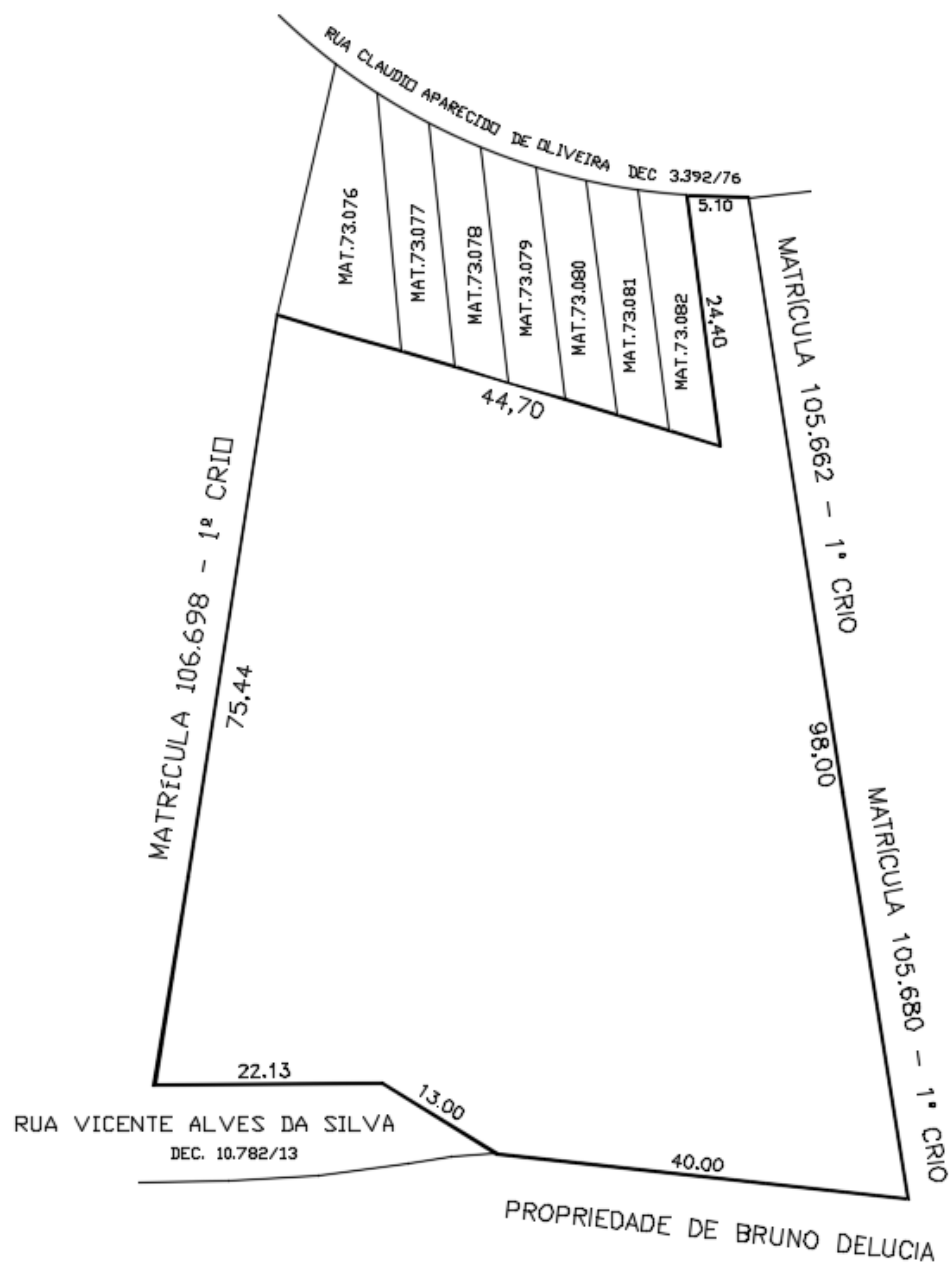 RUA CLAUDIO APARECIDO DE OLIVEIRA DEC 3.392/76
5.10
MAT.73.076
MAT.73.077
MAT.73.078
MAT.73.079
MAT.73.080
MAT.73.081
MAT.73.082
24,40
MATRÍCULA 105.662 - 1º CRIO
44,70
MATRÍCULA 106.698 - 1º CRIO
75,44
98,00
MATRÍCULA 105.680 - 1º CRIO
22.13
13.00
RUA VICENTE ALVES DA SILVA
DEC. 10.782/13
40.00
PROPRIEDADE DE BRUNO DELUCIA